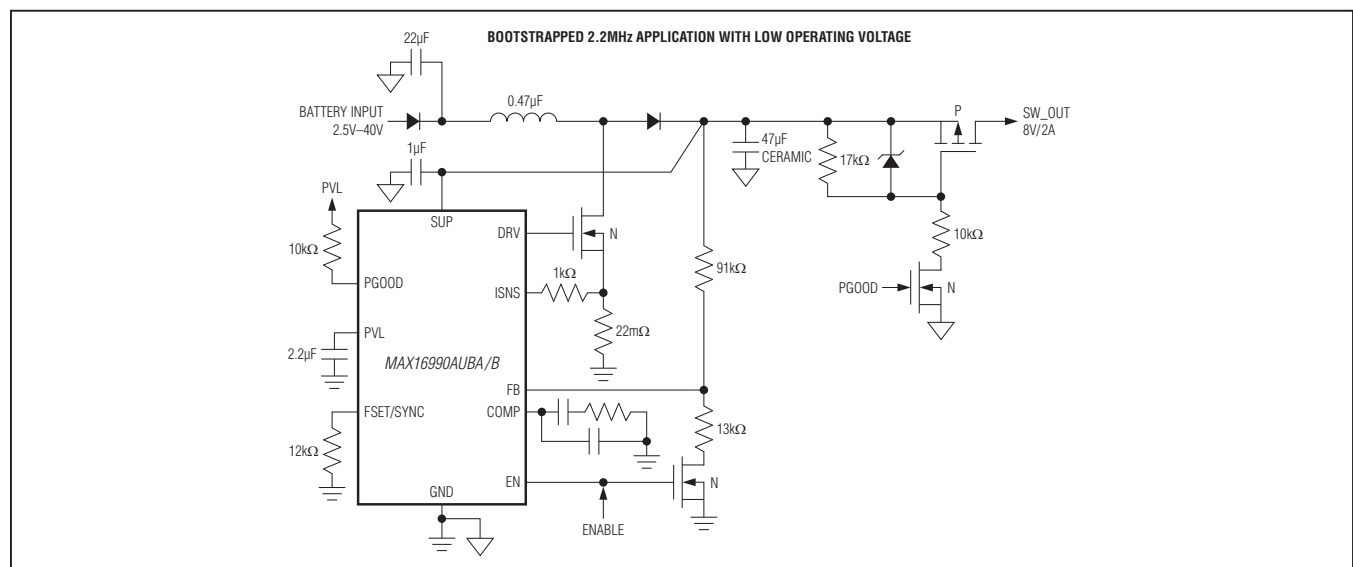 BOOTSTRAPPED 2.2MHz APPLICATION WITH LOW OPERATING VOLTAGE
22µF
BATTERY INPUT
2.5V–40V
0.47µF
P
SW_OUT
8V/2A
47µF
CERAMIC
17kΩ
1µF
PVL
SUP
10kΩ
DRV
N
10kΩ
91kΩ
PGOOD
1kΩ
ISNS
PGOOD
N
22mΩ
PVL
2.2µF
MAX16990AUBA/B
FB
FSET/SYNC
COMP
13kΩ
12kΩ
EN
N
GND
ENABLE